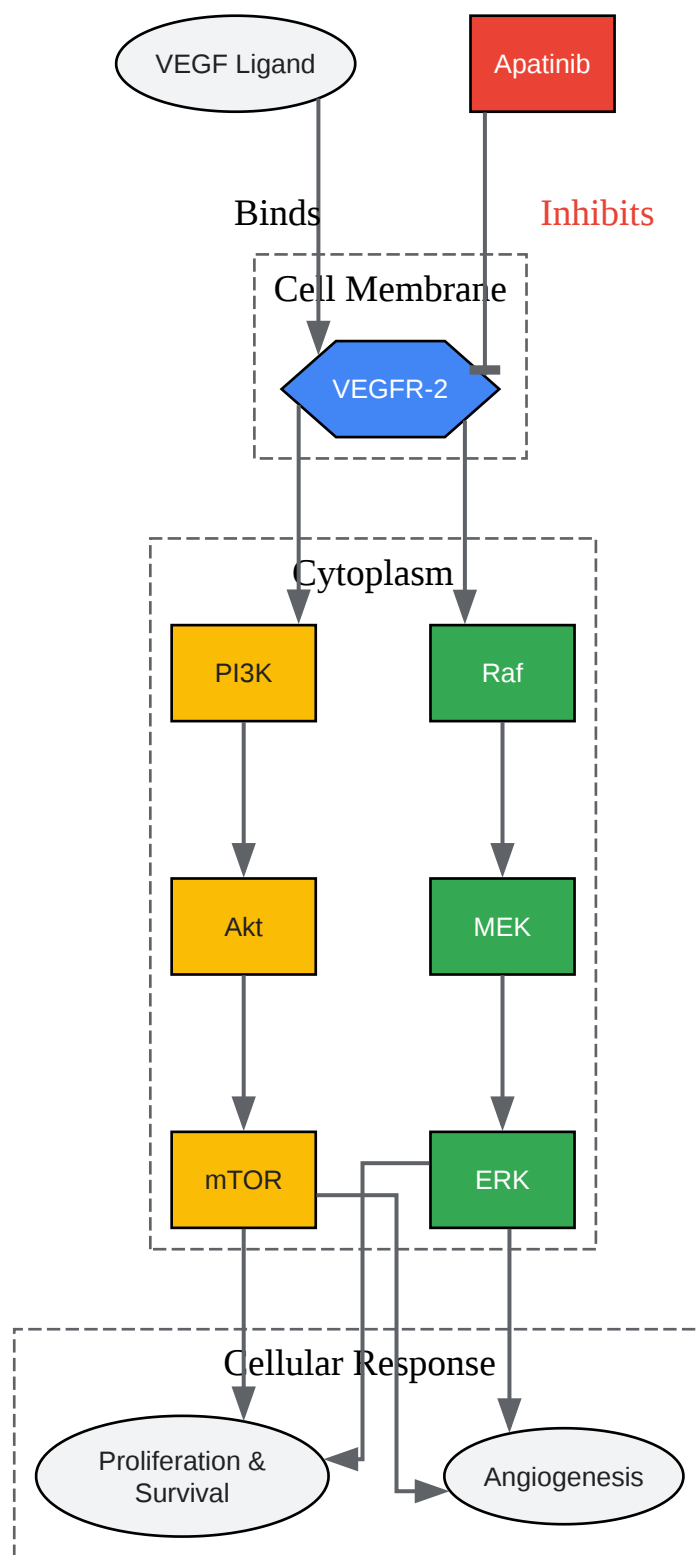 VEGF Ligand
Apatinib
Binds
Inhibits
Cell Membrane
VEGFR-2
Cytoplasm
PI3K
Raf
Akt
MEK
mTOR
ERK
Cellular Response
Proliferation &
Survival
Angiogenesis